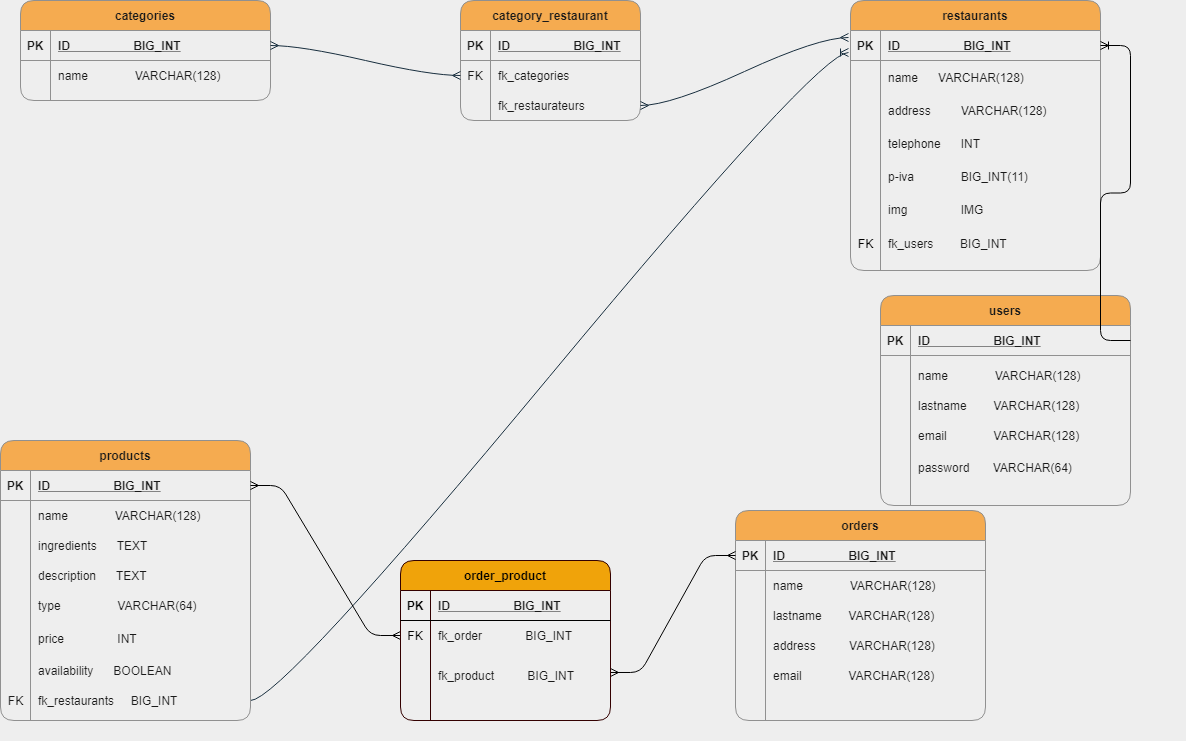 categories
PK ID BIG_INT
name VARCHAR(128)
category_restaurant
PK ID BIG_INT
FK fk_categories
fk_restaurateurs
restaurants
PK ID BIG_INT
name VARCHAR(128)
address VARCHAR(128)
telephone INT
p-iva BIG_INT(11)
img IMG
FK fk_users BIG_INT
users
PK ID BIG_INT
name VARCHAR(128)
lastname VARCHAR(128)
email VARCHAR(128)
password VARCHAR(64)
products
PK ID BIG_INT
name VARCHAR(128)
ingredients TEXT
description TEXT
type VARCHAR(64)
price INT
availability BOOLEAN
FK fk_restaurants BIG_INT
order_product
PK ID BIG_INT
FK fk_order BIG_INT
fk_product BIG_INT
orders
PK ID BIG_INT
name VARCHAR(128)
lastname VARCHAR(128)
address VARCHAR(128)
email VARCHAR(128)